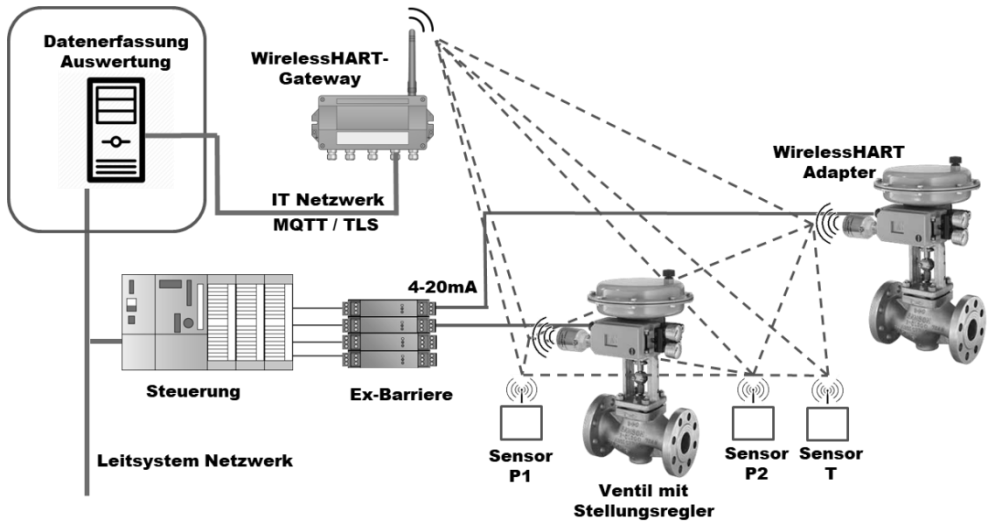 Datenerfassung
Auswertung
WirelessHART-
Gateway
WirelessHART
Adapter
IT Netzwerk
MQTT / TLS
4-20mA
Steuerung
Ex-Barriere
Leitsystem Netzwerk
Sensor
P1
Ventil mit
Stellungsregler
Sensor
P2
Sensor
T